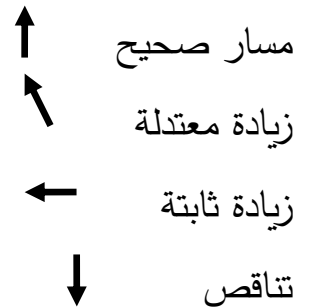 مسار صحيح
زيادة معتدلة
زيادة ثابتة
تناقص